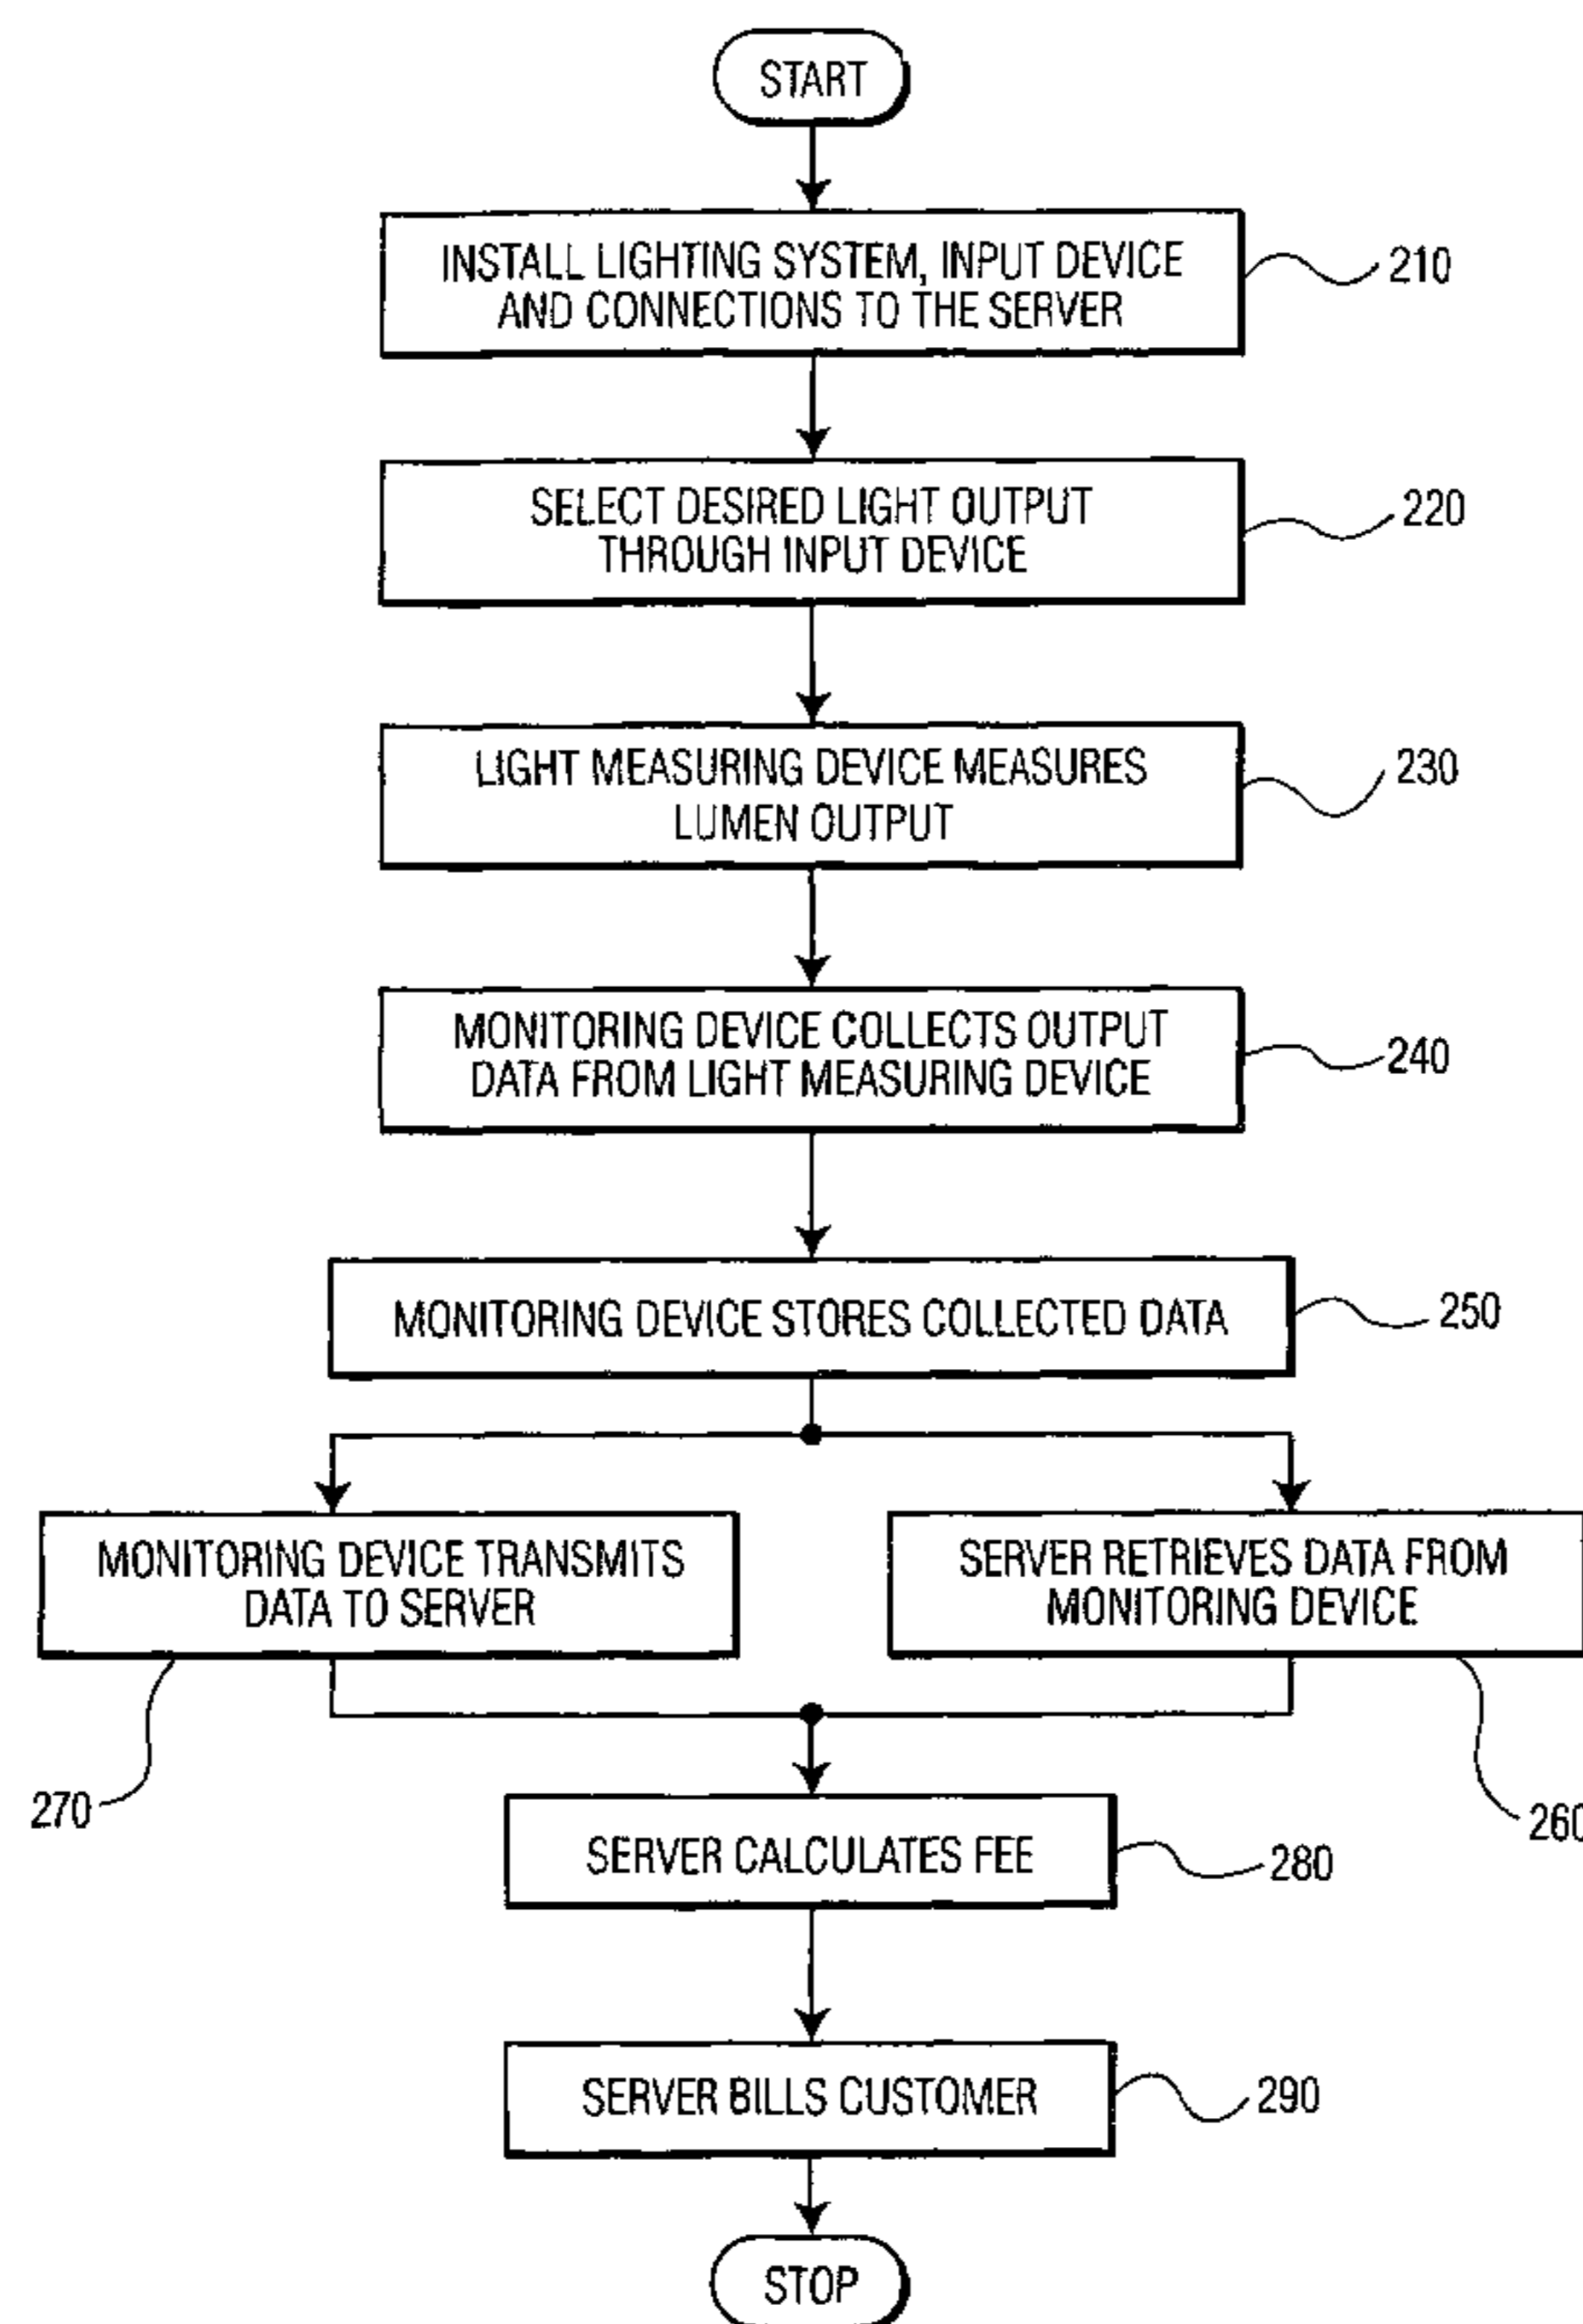 START
INSTALL LIGHTING SYSTEM, INPUT DEVICE
AND CONNECTIONS TO THE SERVER
210
SELECT DESIRED LIGHT OUTPUT
THROUGH INPUT DEVICE
220
LIGHT MEASURING DEVICE MEASURES
LUMEN OUTPUT
230
MONITORING DEVICE COLLECTS OUTPUT
DATA FROM LIGHT MEASURING DEVICE
240
MONITORING DEVICE STORES COLLECTED DATA
250
MONITORING DEVICE TRANSMITS
DATA TO SERVER
270
SERVER RETRIEVES DATA FROM
MONITORING DEVICE
260
SERVER CALCULATES FEE
280
SERVER BILLS CUSTOMER
290
STOP